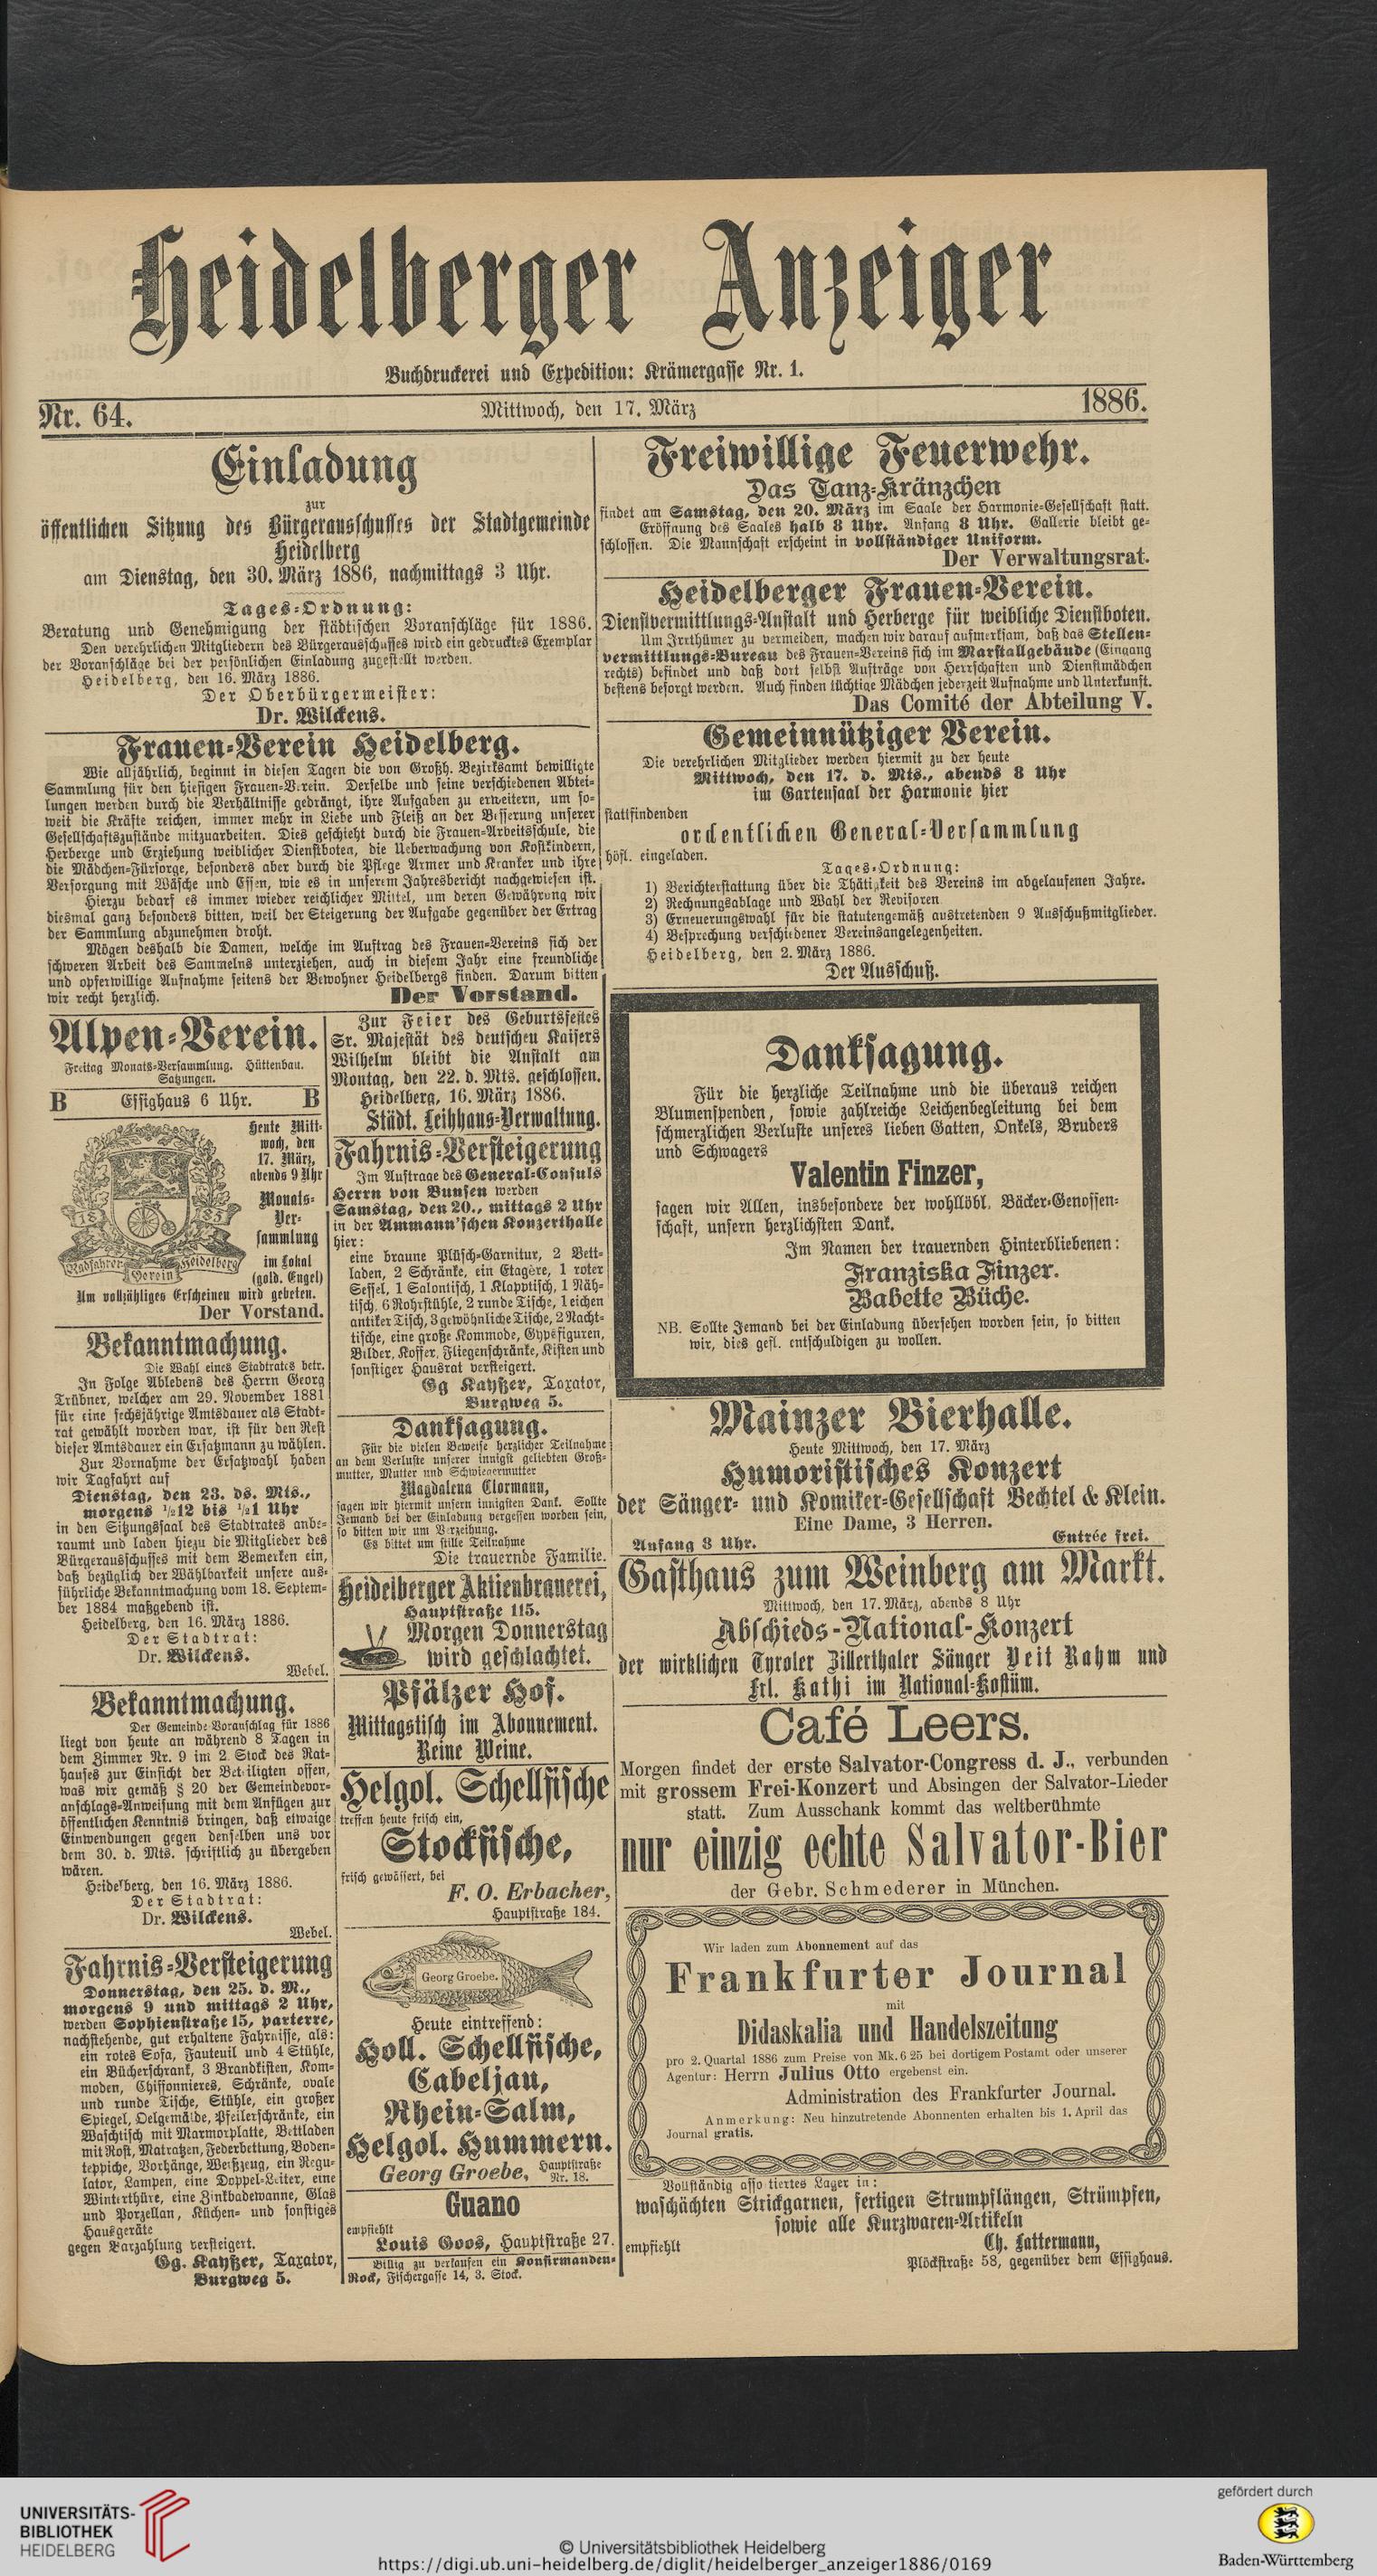 Heidelberger Anzeiger
Buchdruckerei und Expedition: Krämergasse Nr. 1.
Nr. 64.
Mittwoch, den 17. März
1886.
Einladung
zur
öffentlichen Sitzung des Bürgerausschusses der Stadtgemeinde
Heidelberg
am Dienstag, den 30. März 1886, nachmittags 3 Uhr.
Tages-Ordnung:
Beratung und Genehmigung der städtischen Voranschläge für 1886.
Den verehrlichen Mitgliedern des Bürgerausschusses wird ein gedrucktes Exemplar
der Voranschläge bei der persönlichen Einladung zugestellt werden.
Heidelberg, den 16. März 1886.
Der Oberbürgermeister:
Dr. Wilckens.
Frauen-Verein Heidelberg.
Wie alljährlich, beginnt in diesen Tagen die von Großh. Bezirksamt bewilligte
Sammlung für den hiesigen Frauen-Verein. Derselbe und seine verschiedenen Abtei-
lungen werden durch die Verhältnisse gedrängt, ihre Aufgaben zu erweitern, um so-
weit die Kräfte reichen, immer mehr in Liebe und Fleiß an der Besserung unserer
Gesellschaftszustände mitzuarbeiten. Dies geschieht durch die Frauen-Arbeitsschule, die
Herberge und Erziehung weiblicher Dienstboten, die Ueberwachung von Kostkindern,
die Mädchen-Fürsorge, besonders aber durch die Pflege Armer und Kranker und ihre
Versorgung mit Wäsche und Essen, wie es in unserem Jahresbericht nachgewiesen ist.
Hierzu bedarf es immer wieder reichlicher Mittel, um deren Gewährung wir
diesmal ganz besonders bitten, weil der Steigerung der Aufgabe gegenüber der Ertrag
der Sammlung abzunehmen droht.
Mögen deshalb die Damen, welche im Auftrag des Frauen-Vereins sich der
schweren Arbeit des Sammelns unterziehen, auch in diesem Jahr eine freundliche
und opferwillige Aufnahme seitens der Bewohner Heidelbergs finden. Darum bitten
wir recht herzlich.
Der Vorstand.
Alpen-Verein.
Freitag Monats-Versammlung. Hüttenbau.
Satzungen.
B Essighaus 6 Uhr. B
Heute Mitt-
woch, den
17. März,
abends 9 Uhr
Monats-
Ver-
sammlung
im Lokal
(gold. Engel)
1885
Radfahrer Verein Heidelberg
Um vollzähliges Erscheinen wird gebeten.
Der Vorstand.
Bekanntmachung.
Die Wahl eines Stadtrates betr.
In Folge Ablebens des Herrn Georg
Trübner, welcher am 29. November 1881
für eine sechsjährige Amtsdauer als Stadt-
rat gewählt worden war, ist für den Rest
dieser Amtsdauer ein Ersatzmann zu wählen.
Zur Vornahme der Ersatzwahl haben
wir Tagfahrt auf
Dienstag, den 23. ds. Mts.,
morgens ½12 bis ½1 Uhr
in den Sitzungssaal des Stadtrates anbe-
raumt und laden hiezu die Mitglieder des
Bürgerausschusses mit dem Bemerken ein,
daß bezüglich der Wählbarkeit unsere aus-
führliche Bekanntmachung vom 18. Septem-
ber 1884 maßgebend ist.
Heidelberg, den 16. März 1886.
Der Stadtrat:
Dr. Wilckens.
Webel.
Bekanntmachung.
Der Gemeinde-Voranschlag für 1886
liegt von heute an während 8 Tagen in
dem Zimmer Nr. 9 im 2. Stock des Rat-
hauses zur Einsicht der Beteiligten offen,
was wir gemäß § 20 der Gemeindevor-
anschlags-Anweisung mit dem Anfügen zur
öffentlichen Kenntnis bringen, daß etwaige
Einwendungen gegen denselben uns vor
dem 30. d. Mts. schriftlich zu übergeben
wären.
Heidelberg, den 16. März 1886.
Der Stadtrat:
Dr. Wilckens.
Webel.
Fahrnis-Versteigerung
Donnerstag, den 25. d. M.,
morgens 9 und mittags 2 Uhr,
werden Sophienstraße 15, parterre,
nachstehende, gut erhaltene Fahrnisse, als:
ein rotes Sofa, Fauteuil und 4 Stühle,
ein Bücherschrank, 3 Brandkisten, Kom-
moden, Chiffonnieres, Schränke, ovale
und runde Tische, Stühle, ein großer
Spiegel, Oelgemälde, Pfeilerschränke, ein
Waschtisch mit Marmorplatte, Bettladen
mit Rost, Matratzen, Federbettung, Boden-
teppiche, Vorhänge, Weißzeug, ein Regu-
lator, Lampen, eine Doppel-Leiter, eine
Winterthüre, eine Zinkbadewanne, Glas
und Porzellan, Küchen- und sonstiges
Hausgeräte
gegen Barzahlung versteigert.
Gg. Kayßer, Taxator,
Burgweg 5.
Zur Feier des Geburtsfestes
Sr. Majestät des deutschen Kaisers
Wilhelm bleibt die Anstalt am
Montag, den 22. d. Mts. geschlossen.
Heidelberg, 16. März 1886.
Städt. Leihhaus-Verwaltung.
Fahrnis-Versteigerung
Im Auftrage des General-Consuls
Herrn von Bunsen werden
Samstag, den 20., mittags 2 Uhr
in der Ammann'schen Konzerthalle
hier:
eine braune Plüsch-Garnitur, 2 Bett-
laden, 2 Schränke, ein Etagère, 1 roter
Sessel, 1 Salontisch, 1 Klapptisch, 1 Näh-
tisch, 6 Rohrstühle, 2 runde Tische, 1 eichen
antiker Tisch, 3 gewöhnliche Tische, 2 Nacht-
tische, eine große Kommode, Gypsfiguren,
Bilder, Koffer, Fliegenschränke, Kisten und
sonstiger Hausrat versteigert.
Gg Kayßer, Taxator,
Burgweg 5.
Danksagung.
Für die vielen Beweise herzlicher Teilnahme
an dem Verluste unserer innigst geliebten Groß-
mutter, Mutter und Schwiegermutter
Magdalena Clormann,
sagen wir hiermit unsern innigsten Dank. Sollte
Jemand bei der Einladung vergessen worden sein,
so bitten wir um Verzeihung.
Es bittet um stille Teilnahme
Die trauernde Familie.
Heidelberger Aktienbrauerei,
Hauptstraße 115.
Morgen Donnerstag
wird geschlachtet.
Pfälzer Hof.
Mittagstisch im Abonnement.
Reine Weine.
Helgol. Schellfische
treffen heute frisch ein,
Stockfische,
frisch gewässert, bei
F. O. Erbacher,
Hauptstraße 184.
Georg Groebe.
Heute eintreffend:
Holl. Schellfische,
Cabeljau,
Rhein-Salm,
Helgol. Hummern.
Georg Groebe, Hauptstraße Nr. 18.
Guano
empfiehlt
Louis Goos, Hauptstraße 27.
Billig zu verkaufen ein Konfirmanden-
Rock, Fischergasse 14, 3. Stock.
Freiwillige Feuerwehr.
Das Tanz-Kränzchen
findet am Samstag, den 20. März im Saale der Harmonie-Gesellschaft statt.
Eröffnung des Saales halb 8 Uhr. Anfang 8 Uhr. Gallerie bleibt ge-
schlossen. Die Mannschaft erscheint in vollständiger Uniform.
Der Verwaltungsrat.
Heidelberger Frauen-Verein.
Dienstvermittlungs-Anstalt und Herberge für weibliche Dienstboten.
Um Irrthümer zu vermeiden, machen wir darauf aufmerksam, daß das Stellen-
vermittlungs-Bureau des Frauen-Vereins sich im Marstallgebäude (Eingang
rechts) befindet und daß dort selbst Aufträge von Herrschaften und Dienstmädchen
bestens besorgt werden. Auch finden tüchtige Mädchen jederzeit Aufnahme und Unterkunft.
Das Comité der Abteilung V.
Gemeinnütziger Verein.
Die verehrlichen Mitglieder werden hiermit zu der heute
Mittwoch, den 17. d. Mts., abends 8 Uhr
im Gartensaal der Harmonie hier
stattfindenden
ordentlichen General-Versammlung
höfl. eingeladen.
Tages-Ordnung:
1) Berichterstattung über die Thätigkeit des Vereins im abgelaufenen Jahre.
2) Rechnungsablage und Wahl der Revisoren
3) Erneuerungswahl für die statutengemäß austretenden 9 Ausschußmitglieder.
4) Besprechung verschiedener Vereinsangelegenheiten.
Heidelberg, den 2. März 1886.
Der Ausschuß.
Danksagung.
Für die herzliche Teilnahme und die überaus reichen
Blumenspenden, sowie zahlreiche Leichenbegleitung bei dem
schmerzlichen Verluste unseres lieben Gatten, Onkels, Bruders
und Schwagers
Valentin Finzer,
sagen wir Allen, insbesondere der wohllöbl. Bäcker-Genossen-
schaft, unsern herzlichsten Dank.
Im Namen der trauernden Hinterbliebenen:
Franziska Finzer.
Babette Büche.
NB. Sollte Jemand bei der Einladung übersehen worden sein, so bitten
wir, dies gefl. entschuldigen zu wollen.
Mainzer Bierhalle.
Heute Mittwoch, den 17. März
Humoristisches Konzert
der Sänger- und Komiker-Gesellschaft Bechtel & Klein.
Eine Dame, 3 Herren.
Anfang 8 Uhr.
Entrée frei.
Gasthaus zum Weinberg am Markt.
Mittwoch, den 17. März, abends 8 Uhr
Abschieds-National-Konzert
der wirklichen Tyroler Zillerthaler Sänger Veit Rahm und
Frl. Kathi im National-Kostüm.
Café Leers.
Morgen findet der erste Salvator-Congress d. J., verbunden
mit grossem Frei-Konzert und Absingen der Salvator-Lieder
statt. Zum Ausschank kommt das weltberühmte
nur einzig echte Salvator-Bier
der Gebr. Schmederer in München.
Wir laden zum Abonnement auf das
Frankfurter Journal
mit
Didaskalia und Handelszeitung
pro 2. Quartal 1886 zum Preise von Mk. 6 25 bei dortigem Postamt oder unserer
Agentur: Herrn Julius Otto ergebenst ein.
Administration des Frankfurter Journal.
Anmerkung: Neu hinzutretende Abonnenten erhalten bis 1. April das
Journal gratis.
Vollständig assortiertes Lager in:
waschächten Strickgarnen, fertigen Strumpflängen, Strümpfen,
sowie alle Kurzwaren-Artikeln
empfiehlt
Ch. Lattermann,
Plöckstraße 58, gegenüber dem Essighaus.
UNIVERSITÄTS-
BIBLIOTHEK
HEIDELBERG
© Universitätsbibliothek Heidelberg
https://digi.ub.uni-heidelberg.de/diglit/heidelberger_anzeiger1886/0169
gefördert durch
Baden-Württemberg